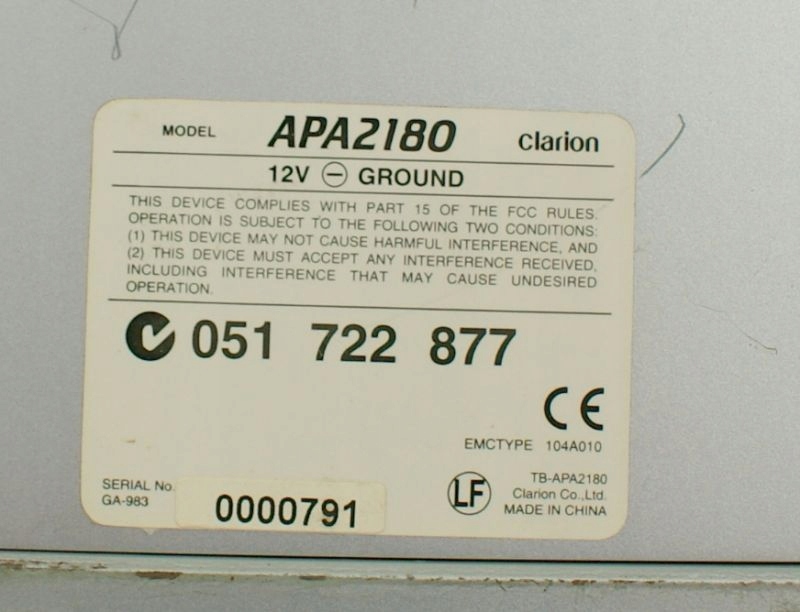 MODEL APA2180 clarion
12V ⊖ GROUND
THIS DEVICE COMPLIES WITH PART 15 OF THE FCC RULES.
OPERATION IS SUBJECT TO THE FOLLOWING TWO CONDITIONS:
(1) THIS DEVICE MAY NOT CAUSE HARMFUL INTERFERENCE, AND
(2) THIS DEVICE MUST ACCEPT ANY INTERFERENCE RECEIVED,
INCLUDING INTERFERENCE THAT MAY CAUSE UNDESIRED
OPERATION.
051 722 877
CE
EMCTYPE 104A010
SERIAL No.
GA-983
0000791
LF
TB-APA2180
Clarion Co.,Ltd.
MADE IN CHINA